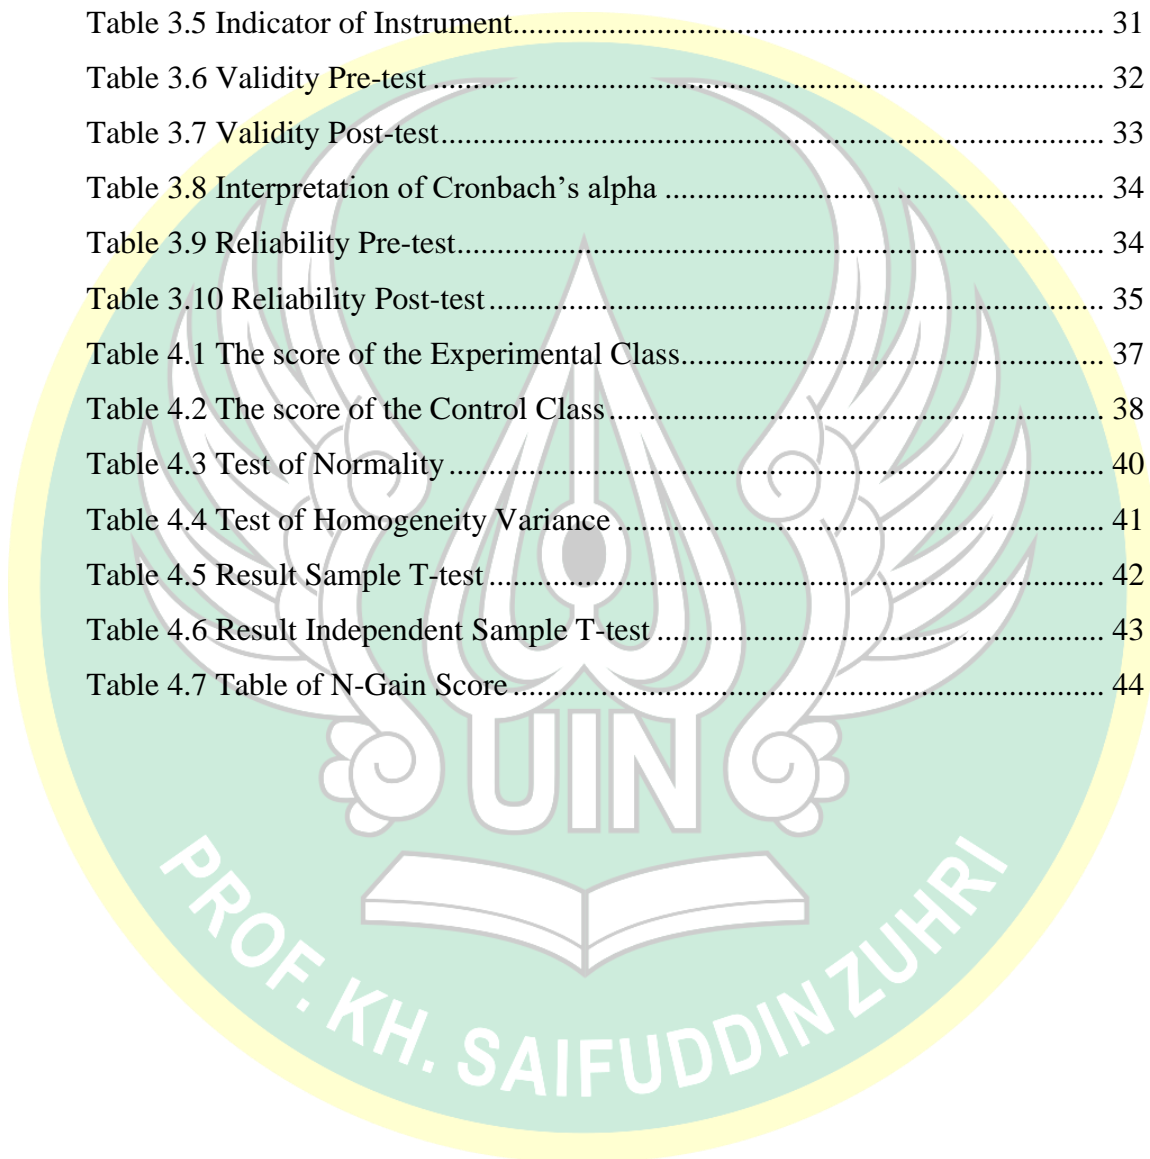 Table 3.5 Indicator of Instrument........................................................................... 31
Table 3.6 Validity Pre-test ..................................................................................... 32
Table 3.7 Validity Post-test.................................................................................... 33
Table 3.8 Interpretation of Cronbach’s alpha ........................................................ 34
Table 3.9 Reliability Pre-test.................................................................................. 34
Table 3.10 Reliability Post-test.............................................................................. 35
Table 4.1 The score of the Experimental Class...................................................... 37
Table 4.2 The score of the Control Class ............................................................... 38
Table 4.3 Test of Normality ................................................................................... 40
Table 4.4 Test of Homogeneity Variance .............................................................. 41
Table 4.5 Result Sample T-test .............................................................................. 42
Table 4.6 Result Independent Sample T-test ......................................................... 43
Table 4.7 Table of N-Gain Score ........................................................................... 44
UIN
PROF. KH. SAIFUDDIN ZUHRI